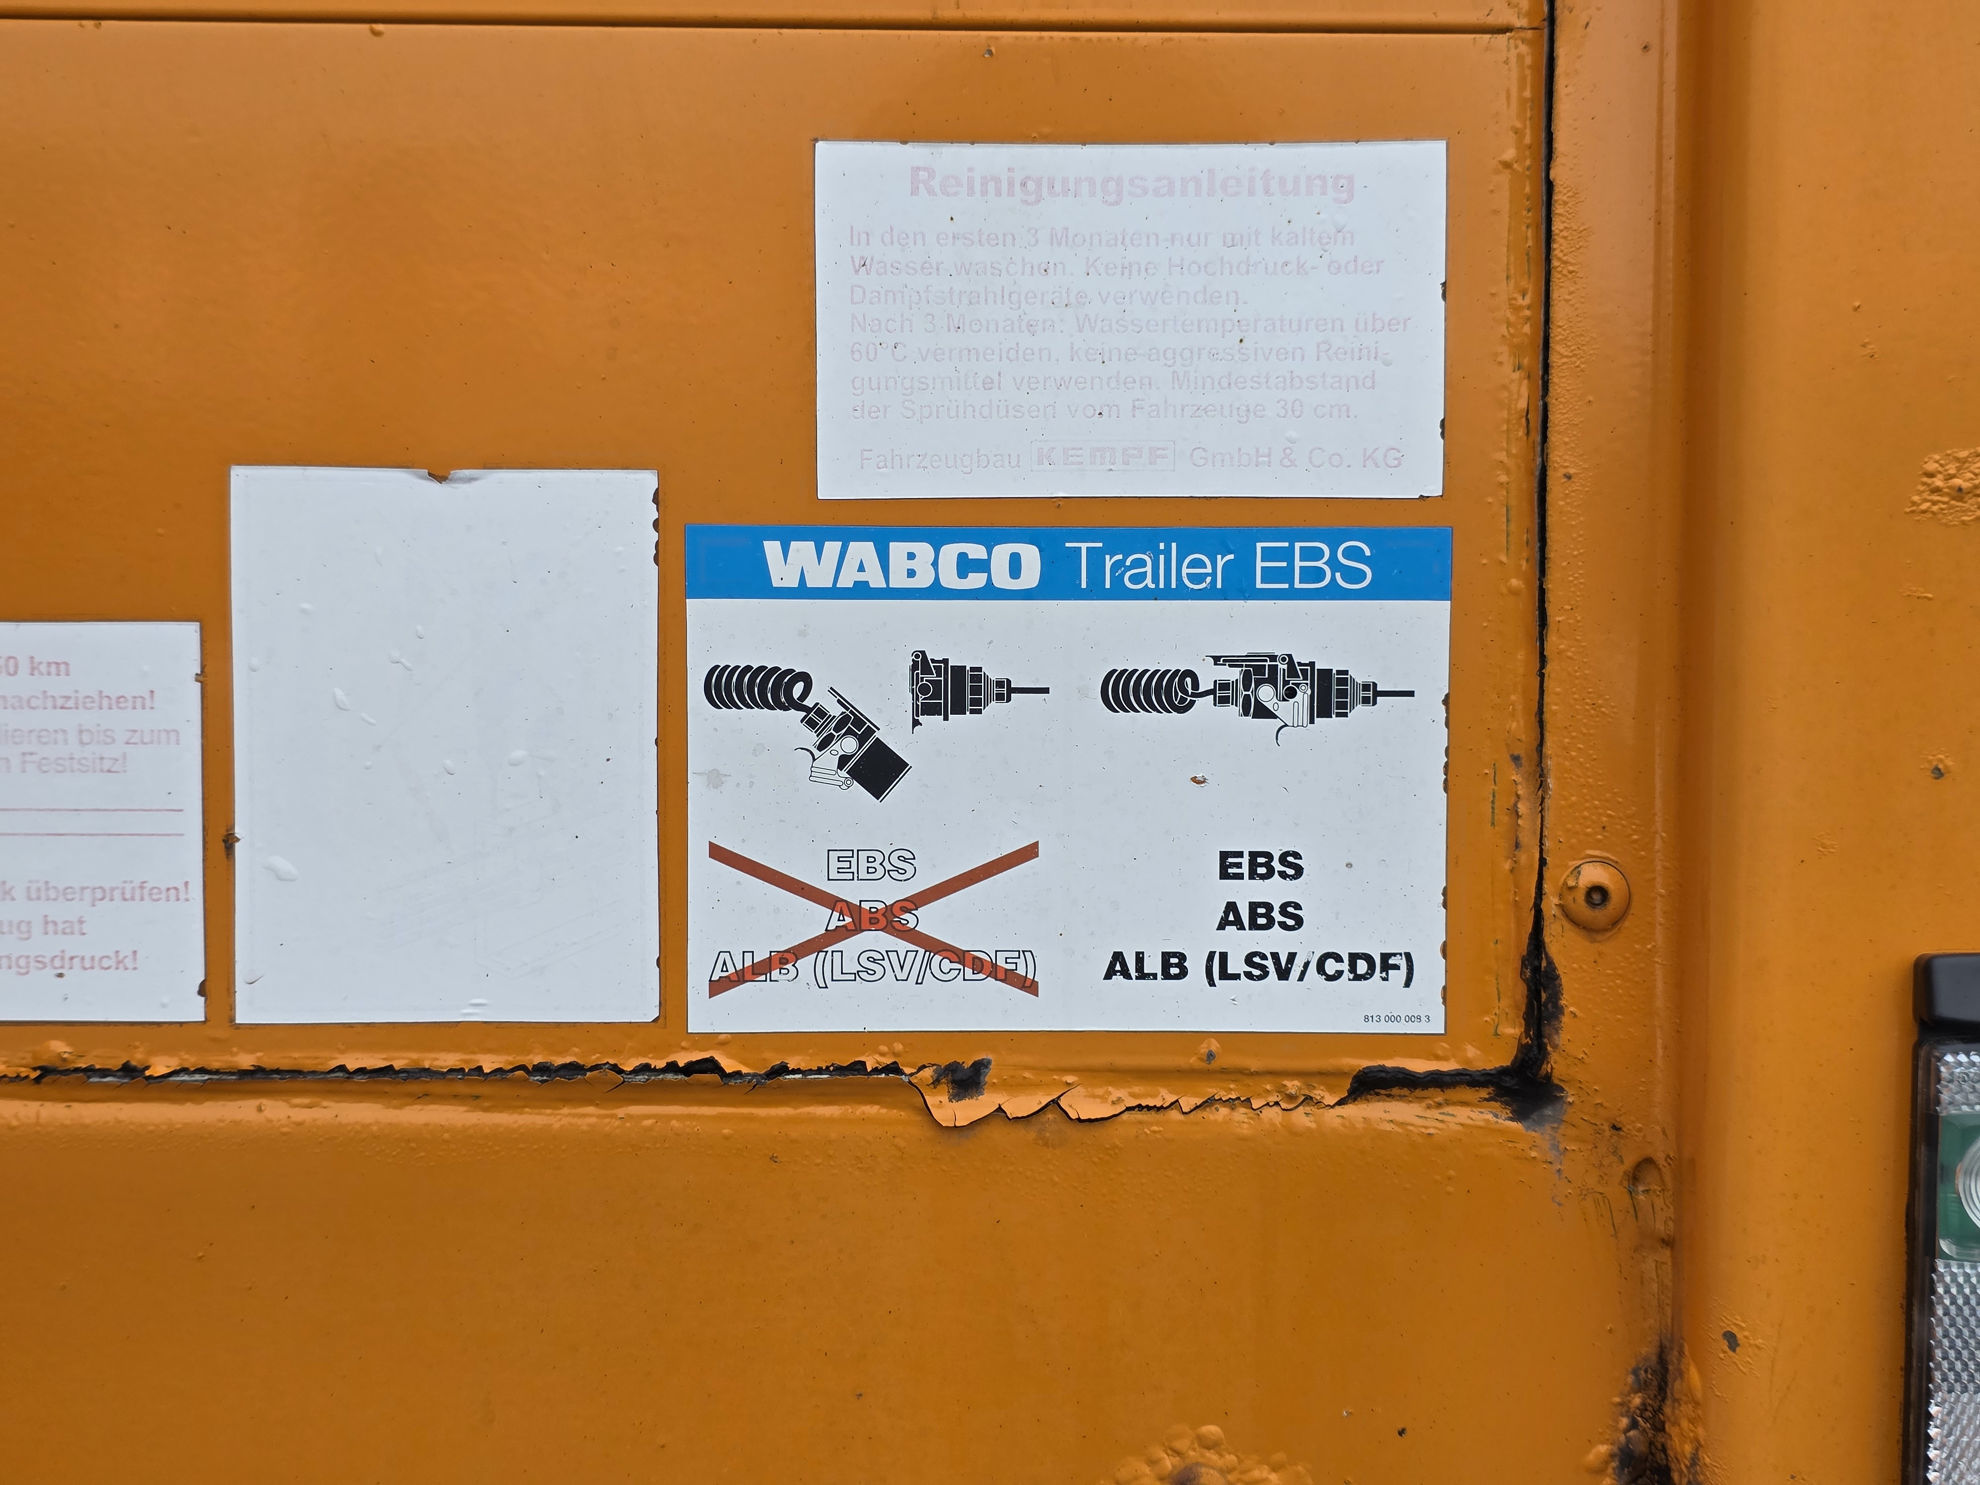 Reinigungsanleitung
In den ersten 3 Monaten nur mit kaltem
Wasser waschen. Keine Hochdruck- oder
Dampfstrahlgeräte verwenden.
Nach 3 Monaten: Wassertemperaturen über
60°C vermeiden, keine aggressiven Reini-
gungsmittel verwenden. Mindestabstand
der Sprühdüsen vom Fahrzeuge 30 cm.
Fahrzeugbau KEMPF GmbH & Co. KG
50 km
nachziehen!
lieren bis zum
n Festsitz!
k überprüfen!
ug hat
ngsdruck!
WABCO Trailer EBS
EBS
ABS
ALB (LSV/CDF)
EBS
ABS
ALB (LSV/CDF)
813 000 008 3